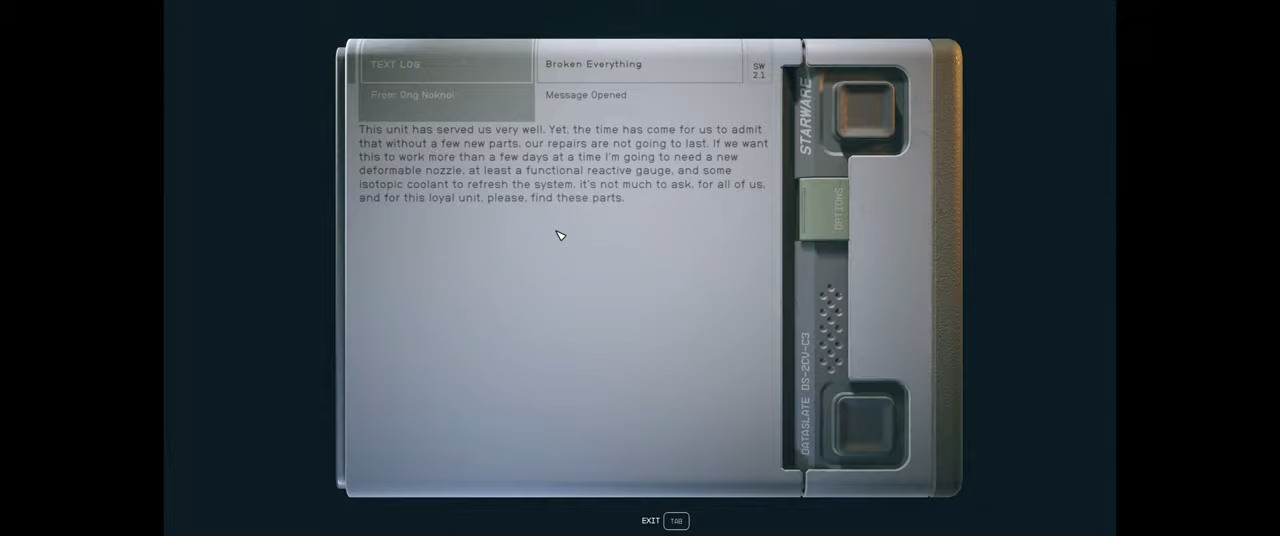 TEXT LOG
Broken Everything
SW
2.1
From: Ong Noknoi
Message Opened
This unit has served us very well. Yet, the time has come for us to admit
that without a few new parts, our repairs are not going to last. If we want
this to work more than a few days at a time I'm going to need a new
deformable nozzle, at least a functional reactive gauge, and some
isotopic coolant to refresh the system. it's not much to ask, for all of us,
and for this loyal unit, please, find these parts.
STARWARE
OPTIONS
DATASLATE DS-2CV-C3
EXIT TAB